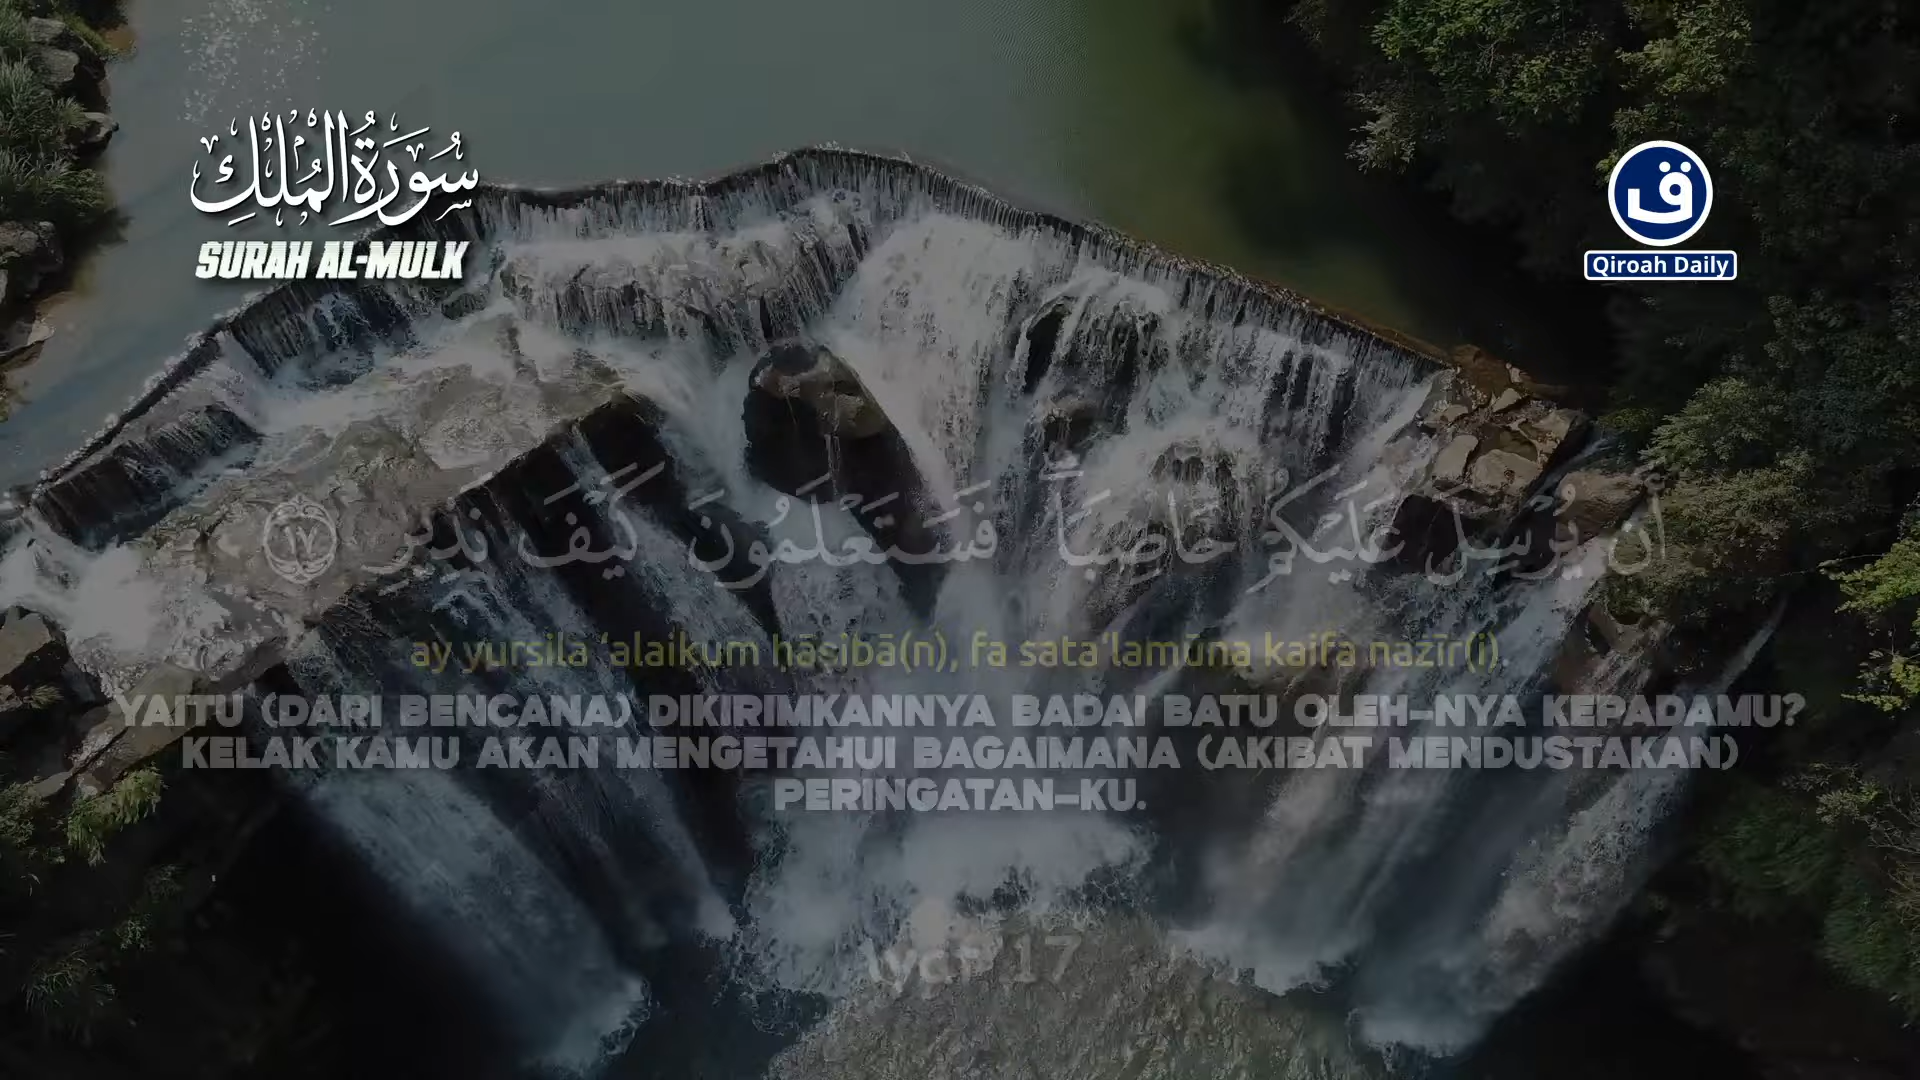 سُورَةُ الْمُلْكِ
SURAH AL-MULK
ق
Qiroah Daily
أَن يُرْسِلَ عَلَيْكُمْ حَاصِبًا ۖ فَسَتَعْلَمُونَ كَيْفَ نَذِيرِ ١٧
ay yursila ‘alaikum ḥāṣibā(n), fa sata‘lamūna kaifa nażīr(i)
YAITU (DARI BENCANA) DIKIRIMKANNYA BADAI BATU OLEH-NYA KEPADAMU?
KELAK KAMU AKAN MENGETAHUI BAGAIMANA (AKIBAT MENDUSTAKAN)
PERINGATAN-KU.
Ayat 17